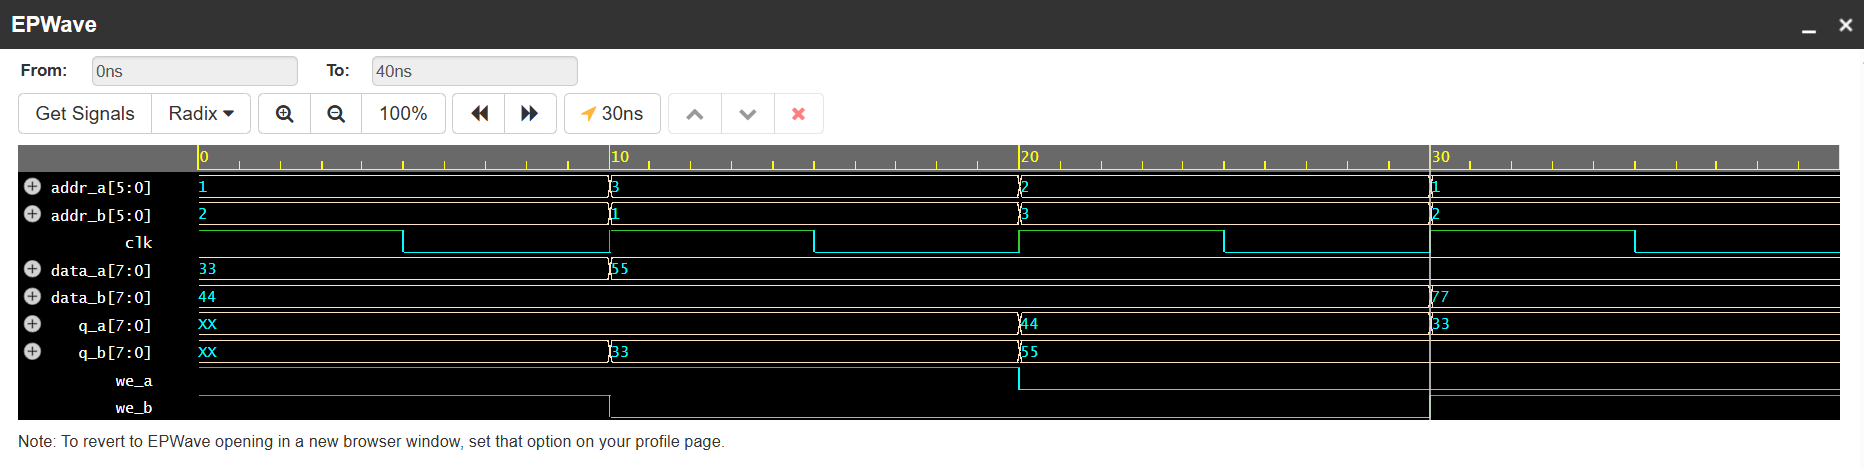 EPWave
From: 0ns To: 40ns
Get Signals Radix 100% 30ns
0 10 20 30
addr_a[5:0] 1 3 2 1
addr_b[5:0] 2 1 3 2
clk
data_a[7:0] 33 55
data_b[7:0] 44 77
q_a[7:0] XX 44 33
q_b[7:0] XX 33 55
we_a
we_b
Note: To revert to EPWave opening in a new browser window, set that option on your profile page.